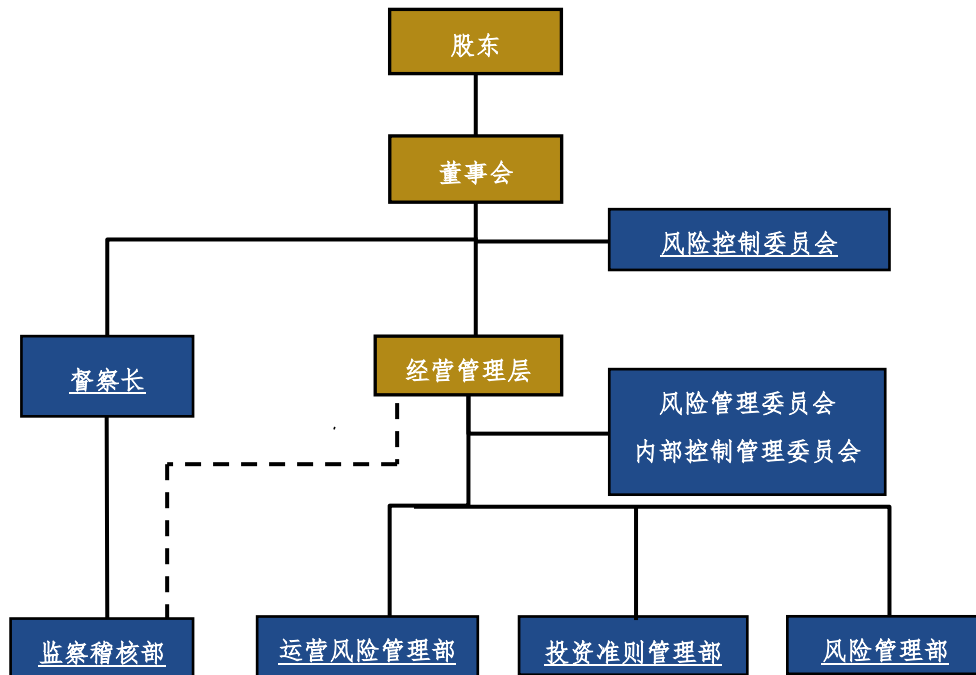 股东
董事会
风险控制委员会
督察长
经营管理层
风险管理委员会
内部控制管理委员会
监察稽核部
运营风险管理部
投资准则管理部
风险管理部